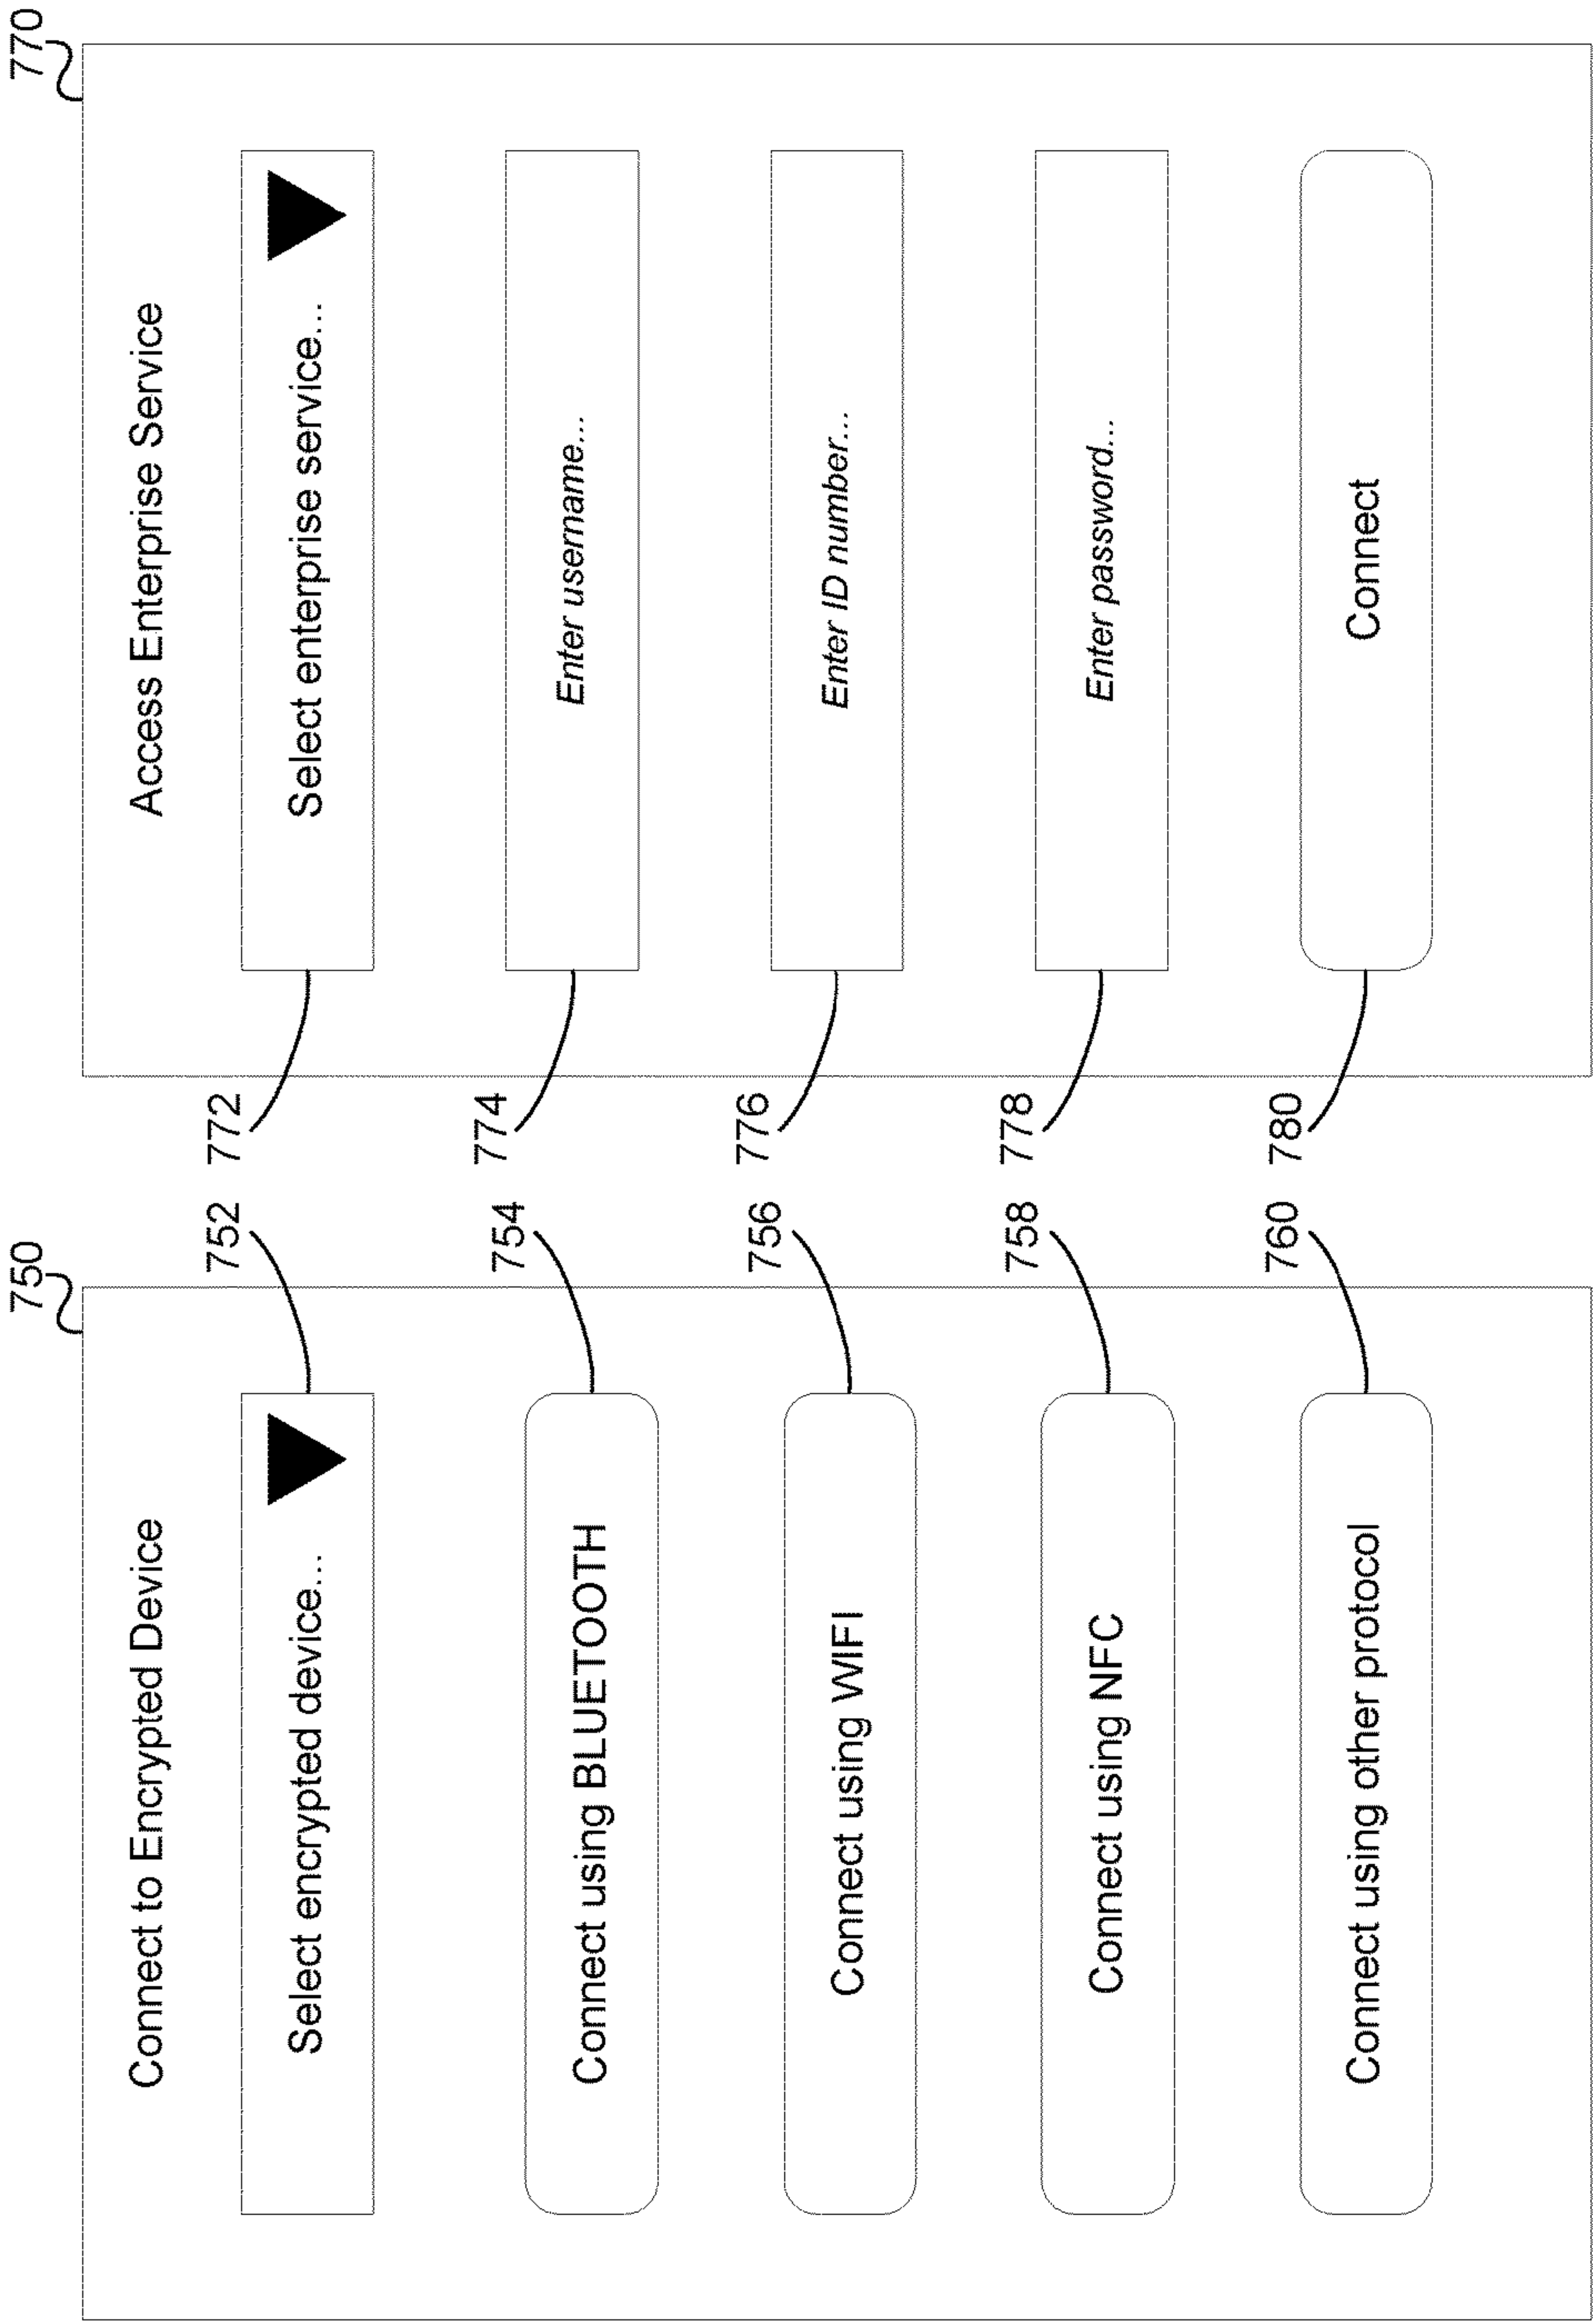 750
Connect to Encrypted Device
Select encrypted device...
752
Connect using BLUETOOTH
754
Connect using WIFI
756
Connect using NFC
758
Connect using other protocol
760
770
Access Enterprise Service
772
Select enterprise service...
774
Enter username...
776
Enter ID number...
778
Enter password...
780
Connect